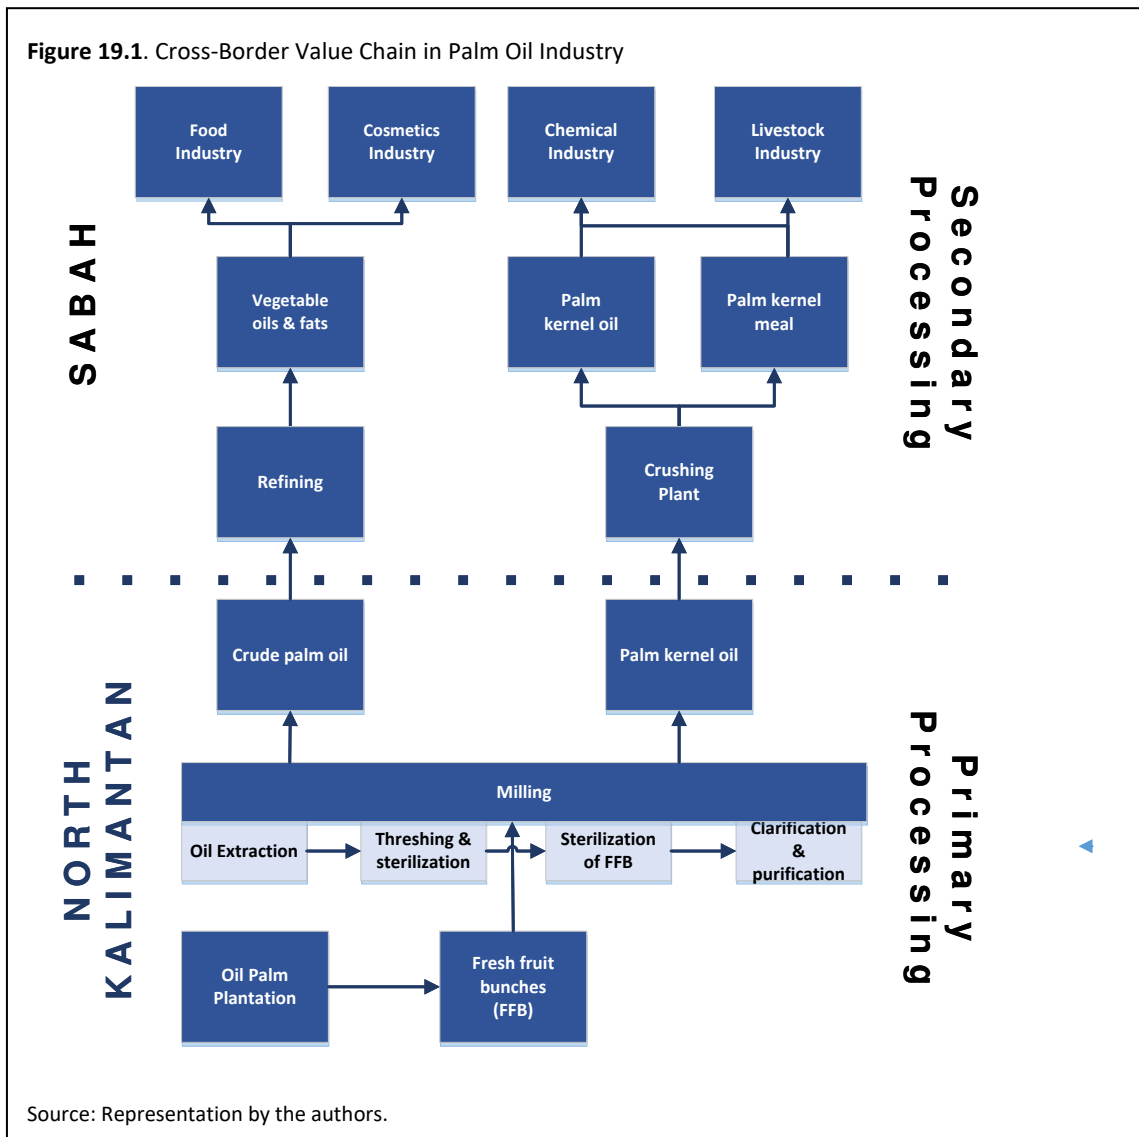 Figure 19.1. Cross-Border Value Chain in Palm Oil Industry
Food
Industry
Cosmetics
Industry
Chemical
Industry
Livestock
Industry
SABAH
Secondary
Processing
Vegetable
oils & fats
Palm
kernel oil
Palm kernel
meal
Refining
Crushing
Plant
Crude palm oil
Palm kernel oil
NORTH
KALIMANTAN
Primary
Processing
Milling
Oil Extraction
Threshing &
sterilization
Sterilization
of FFB
Clarification
&
purification
Oil Palm
Plantation
Fresh fruit
bunches
(FFB)
Source: Representation by the authors.